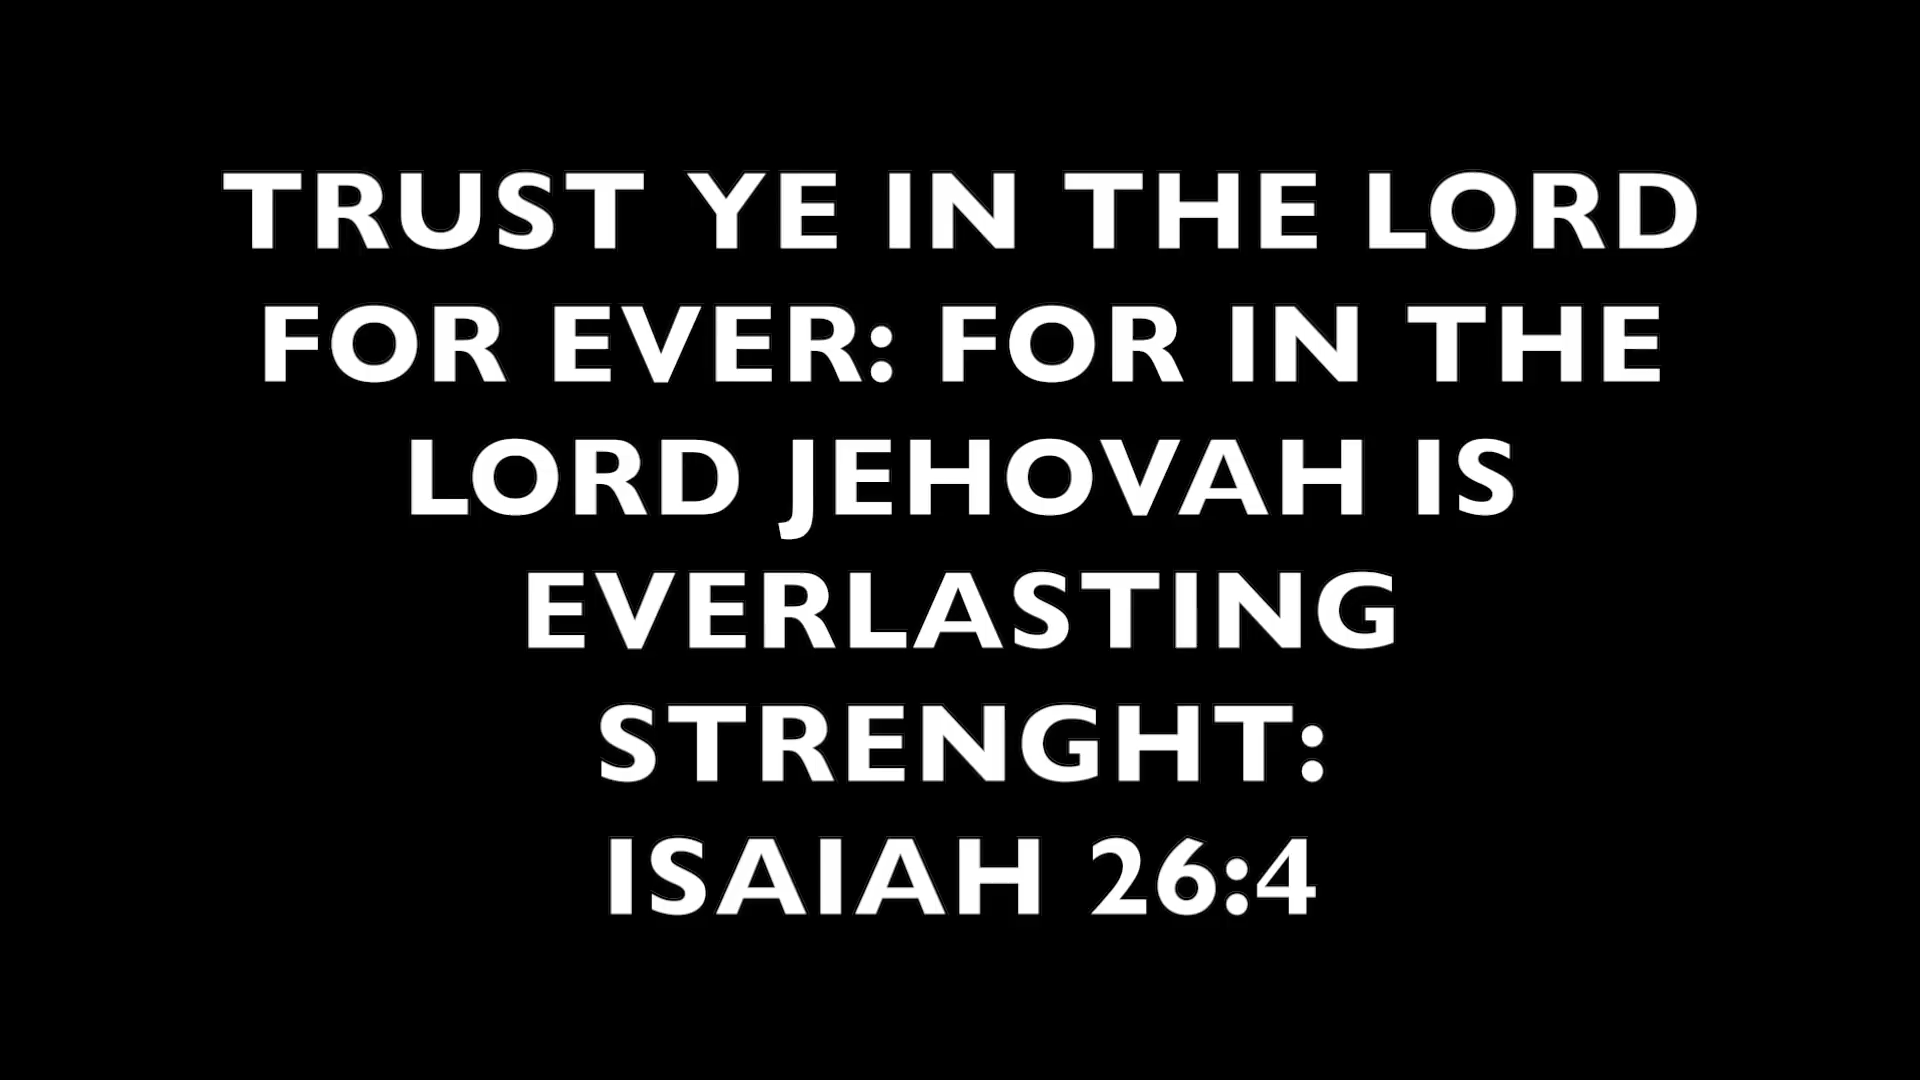 TRUST YE IN THE LORD
FOR EVER: FOR IN THE
LORD JEHOVAH IS
EVERLASTING
STRENGHT:
ISAIAH 26:4